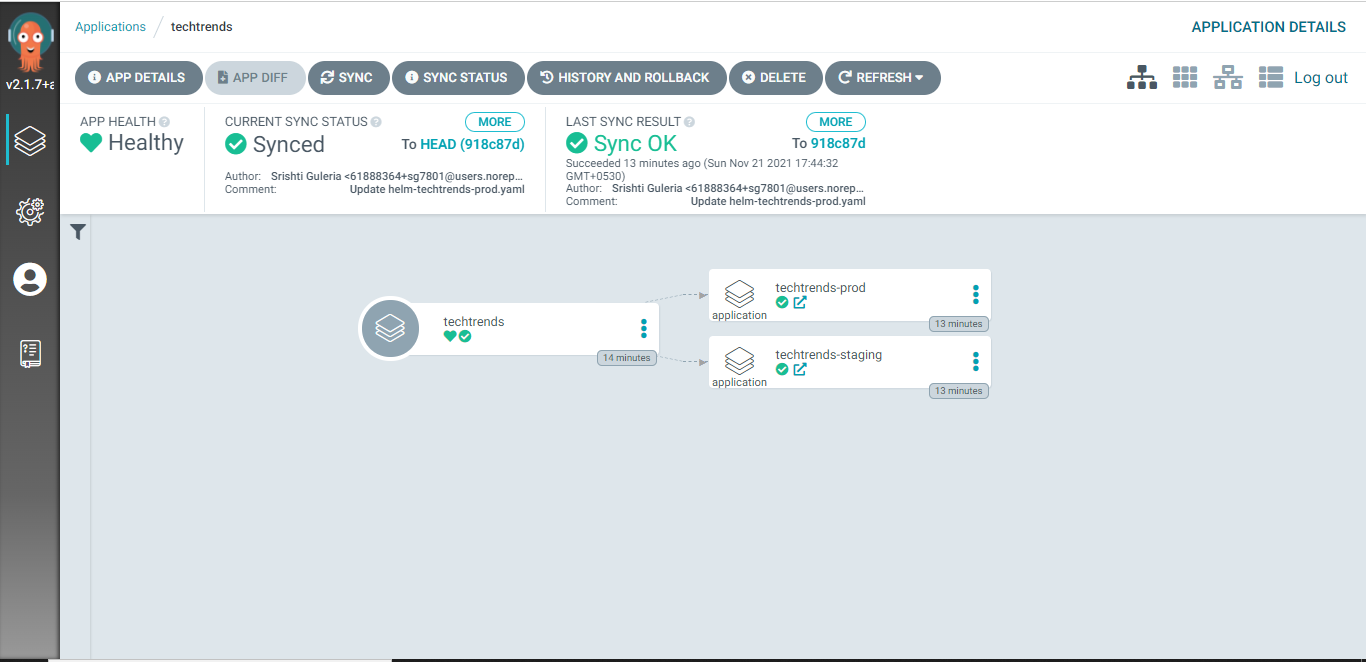 Applications / techtrends
APPLICATION DETAILS
v2.1.7+a
APP DETAILS
APP DIFF
SYNC
SYNC STATUS
HISTORY AND ROLLBACK
DELETE
REFRESH
Log out
APP HEALTH
Healthy
CURRENT SYNC STATUS
MORE
Synced
To HEAD (918c87d)
Author: Srishti Guleria <61888364+sg7801@users.norep...
Comment: Update helm-techtrends-prod.yaml
LAST SYNC RESULT
MORE
Sync OK
To 918c87d
Succeeded 13 minutes ago (Sun Nov 21 2021 17:44:32
GMT+0530)
Author: Srishti Guleria <61888364+sg7801@users.norep...
Comment: Update helm-techtrends-prod.yaml
techtrends
14 minutes
techtrends-prod
application
13 minutes
techtrends-staging
application
13 minutes